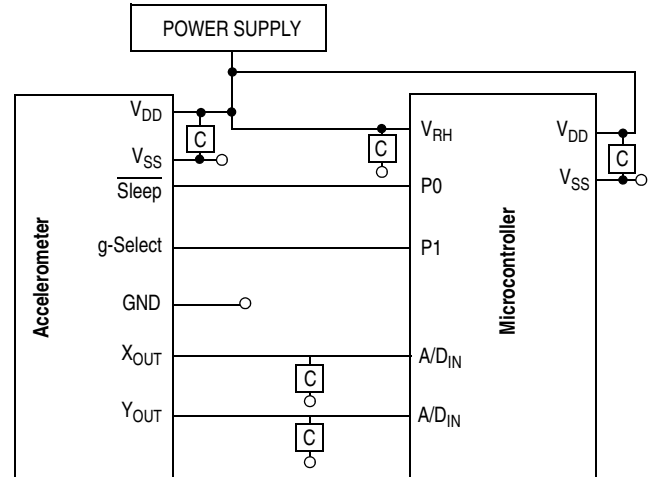 POWER SUPPLY
Accelerometer
VDD
C
VSS
Sleep
g-Select
GND
XOUT
C
YOUT
C
Microcontroller
VRH
C
P0
P1
A/DIN
A/DIN
VDD
C
VSS